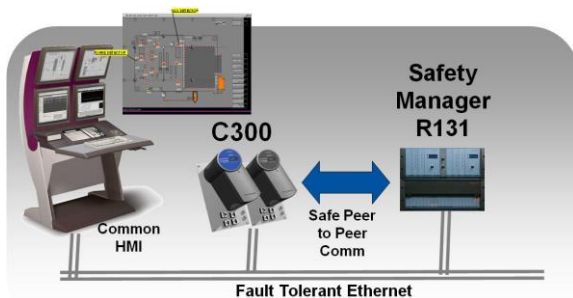 C300
Safety
Manager
R131
Safe Peer
to Peer
Comm
Common
HMI
Fault Tolerant Ethernet